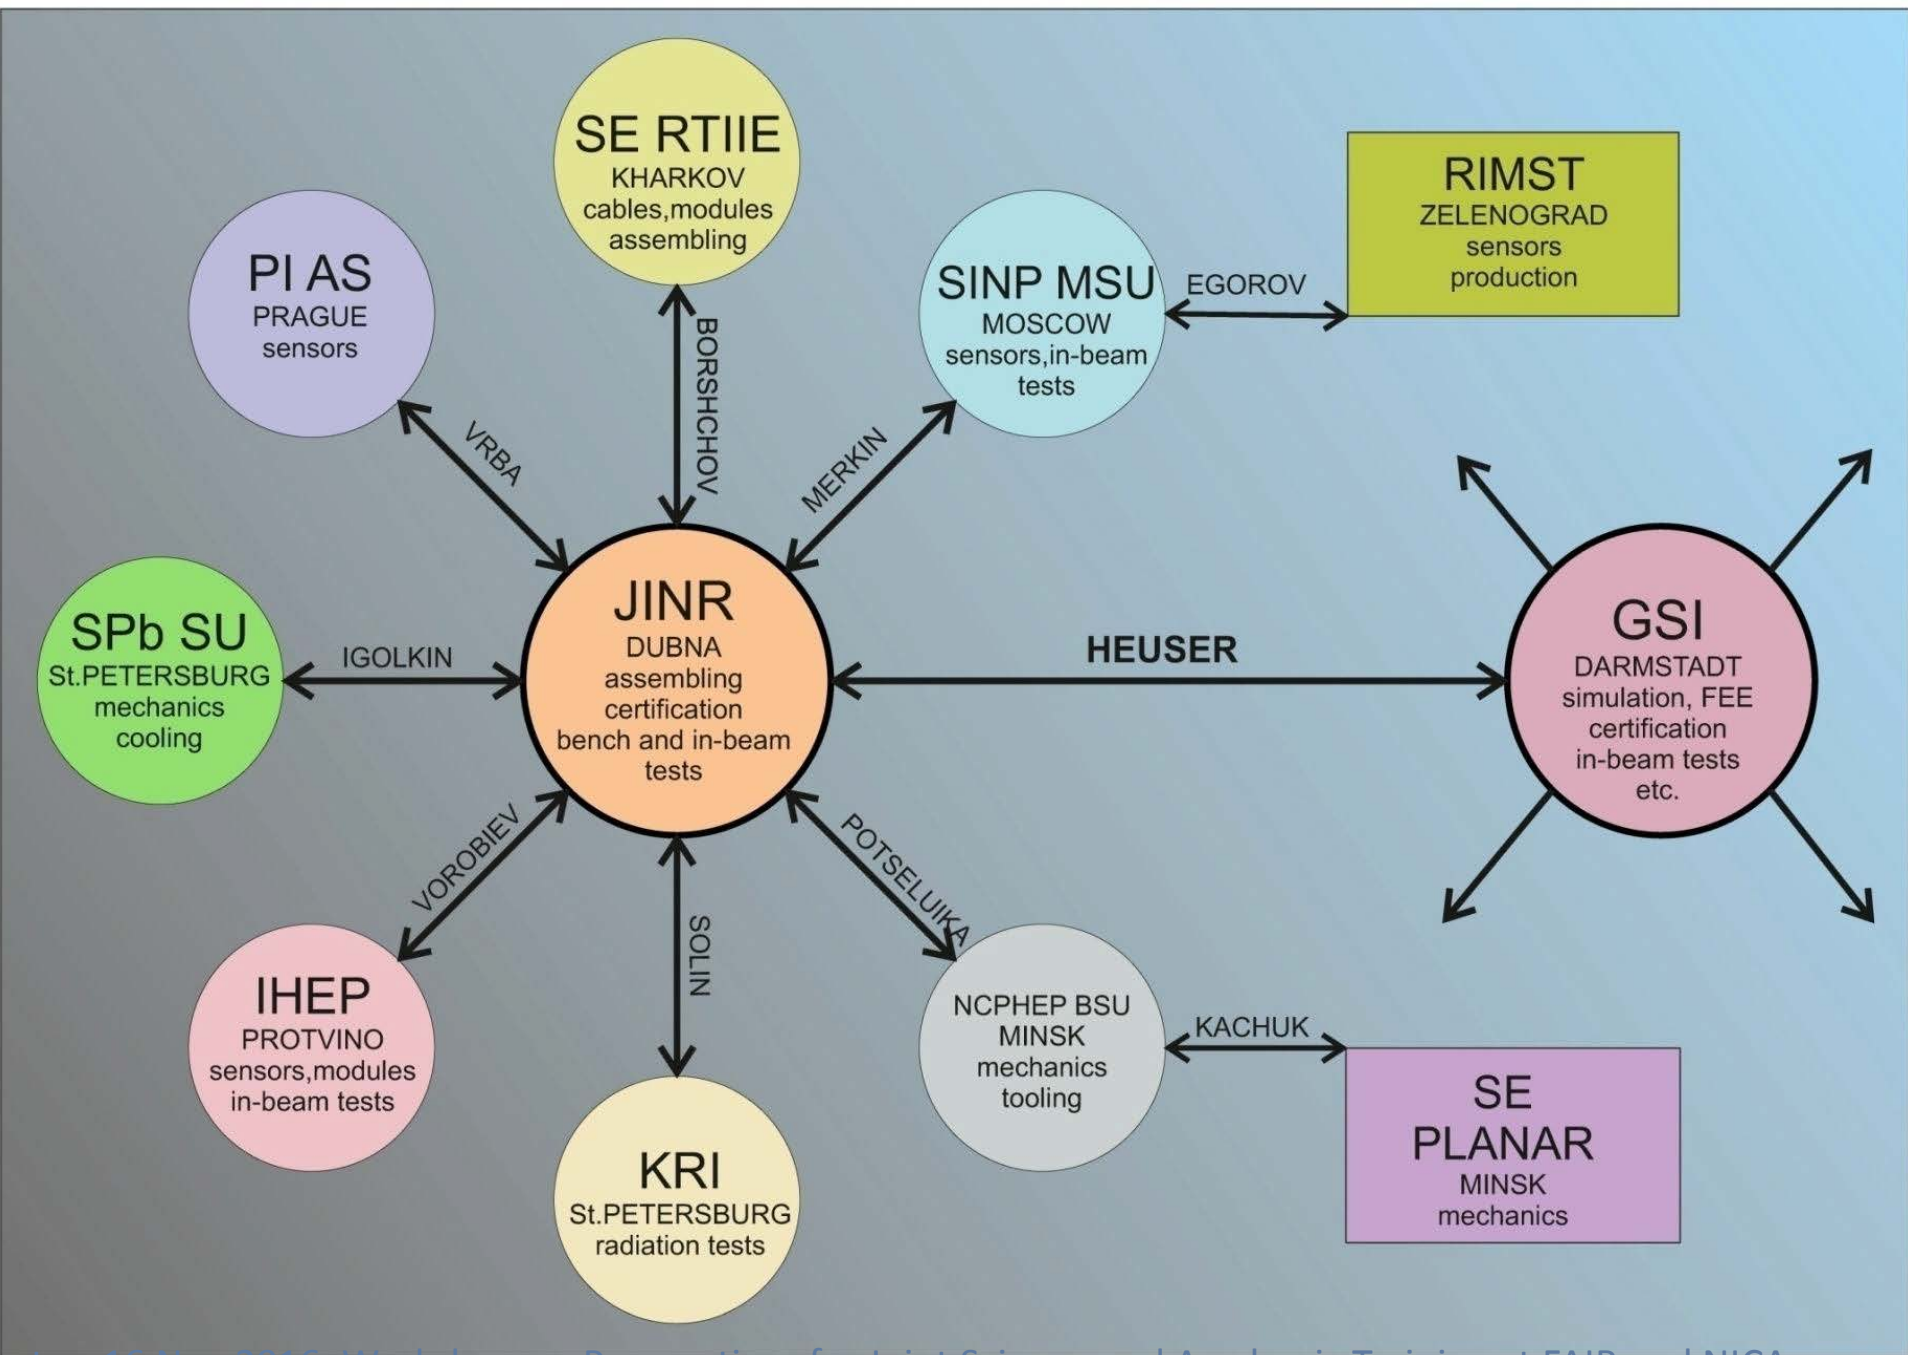 SE RTIIE
KHARKOV
cables,modules
assembling
PI AS
PRAGUE
sensors
SINP MSU
MOSCOW
sensors,in-beam
tests
EGOROV
RIMST
ZELENOGRAD
sensors
production
VRBA
BORSHCHOV
MERKIN
SPb SU
St.PETERSBURG
mechanics
cooling
IGOLKIN
JINR
DUBNA
assembling
certification
bench and in-beam
tests
HEUSER
GSI
DARMSTADT
simulation, FEE
certification
in-beam tests
etc.
VOROBIEV
SOLIN
POTSELUIKA
IHEP
PROTVINO
sensors,modules
in-beam tests
KRI
St.PETERSBURG
radiation tests
NCPHEP BSU
MINSK
mechanics
tooling
KACHUK
SE
PLANAR
MINSK
mechanics